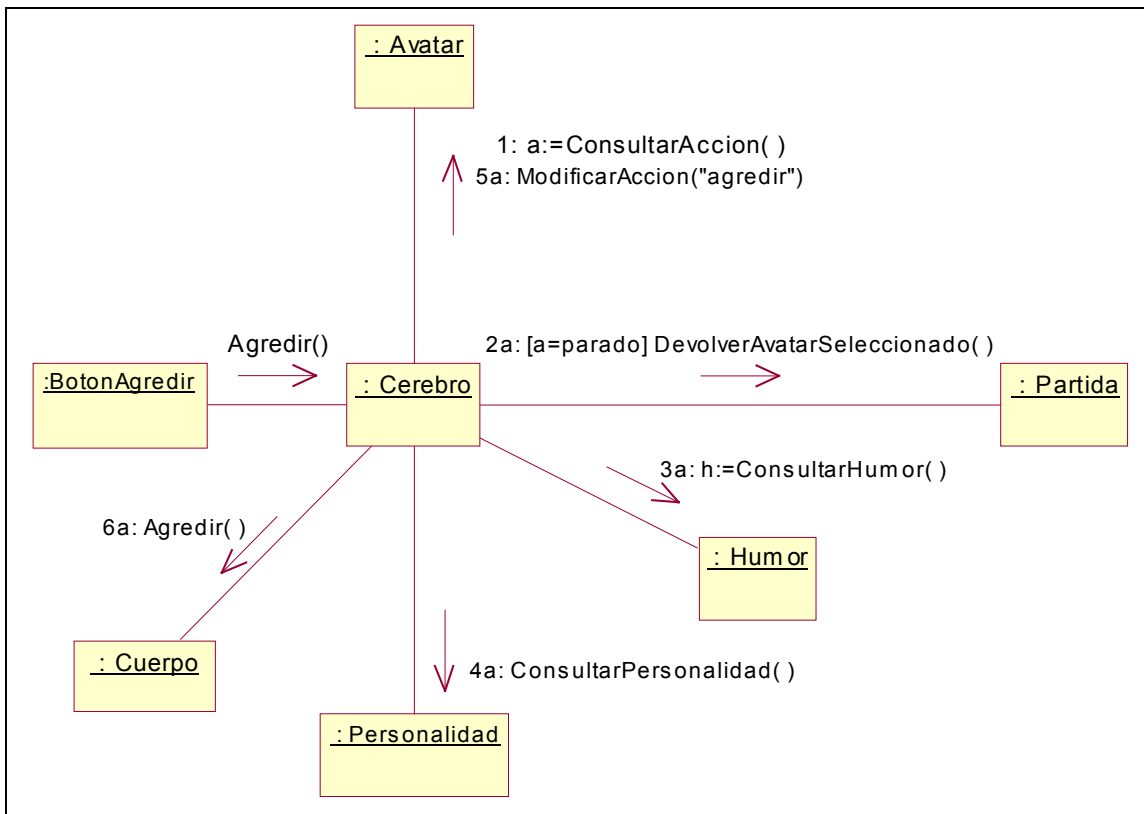 : Avatar
1: a:=ConsultarAccion( )
5a: ModificarAccion("agredir")
Agredir()
2a: [a=parado] DevolverAvatarSeleccionado( )
:BotonAgredir
: Cerebro
: Partida
3a: h:=ConsultarHumor( )
6a: Agredir( )
: Humor
: Cuerpo
4a: ConsultarPersonalidad( )
: Personalidad